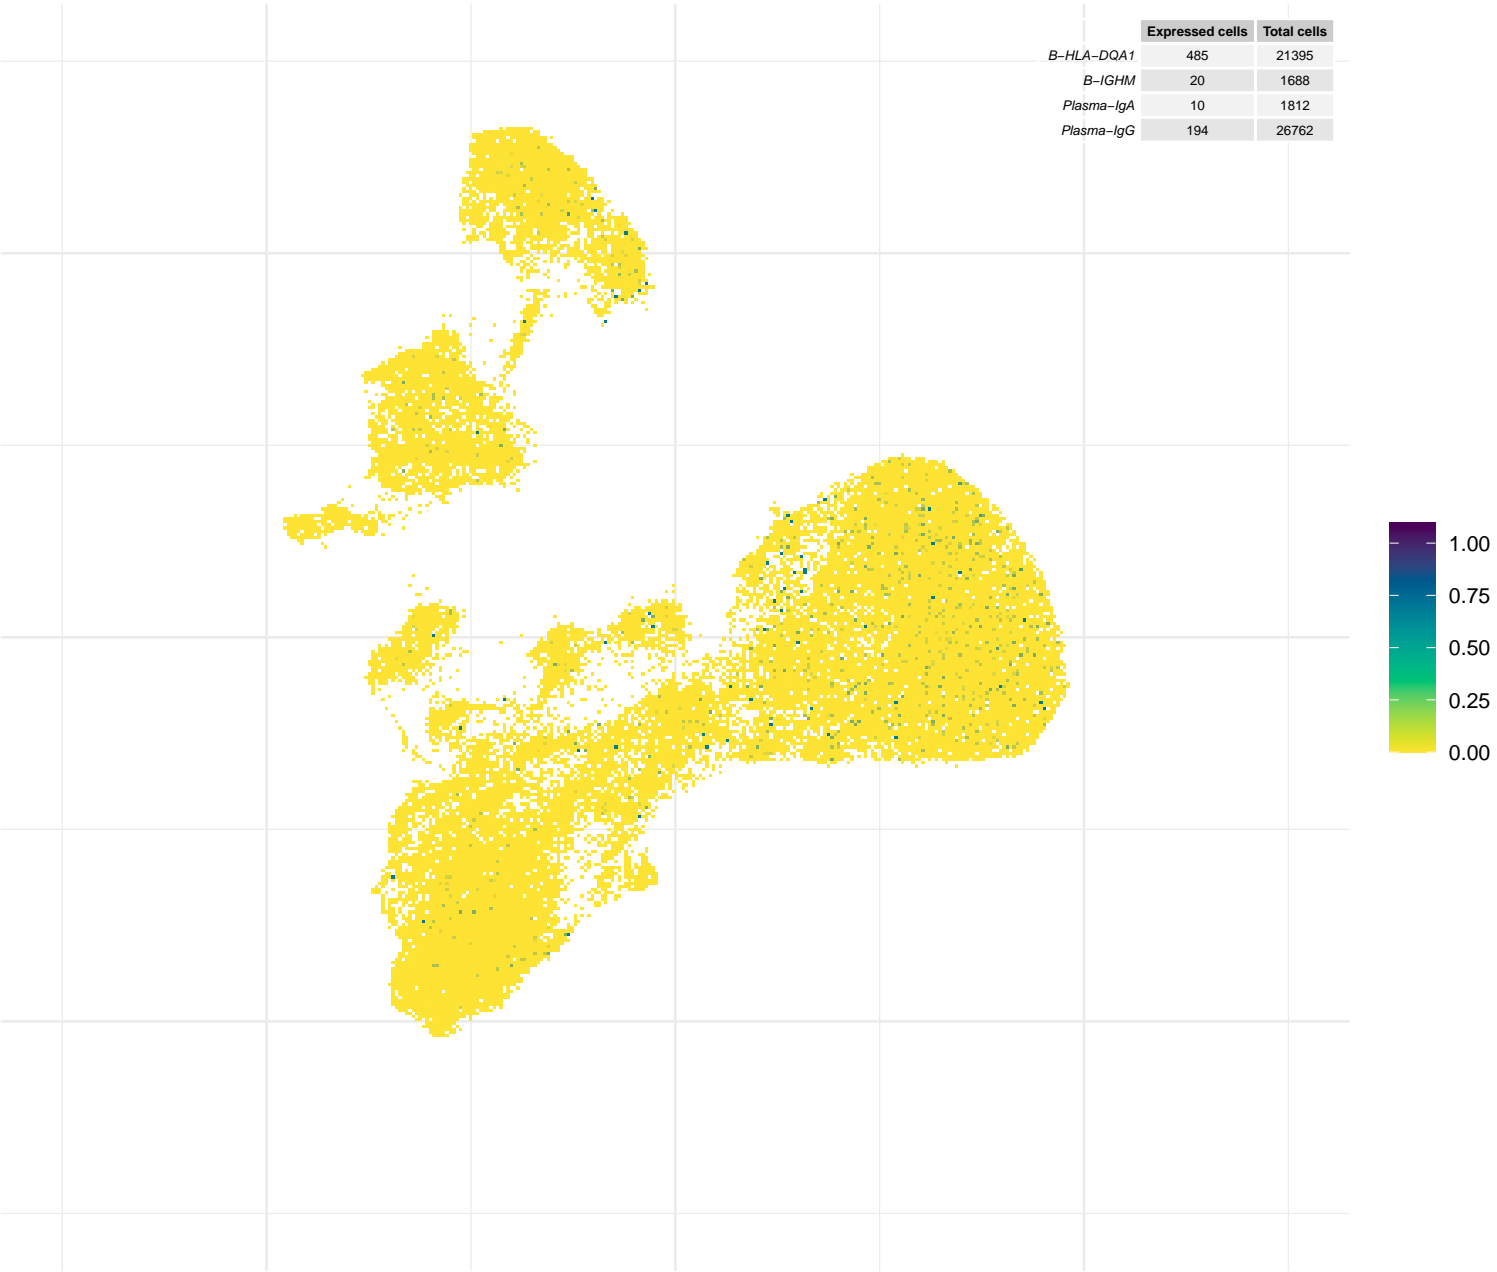 Expressed cells Total cells
B−HLA−DQA1 485 21395
B−IGHM 20 1688
Plasma−IgA 10 1812
Plasma−IgG 194 26762
1.00
0.75
0.50
0.25
0.00